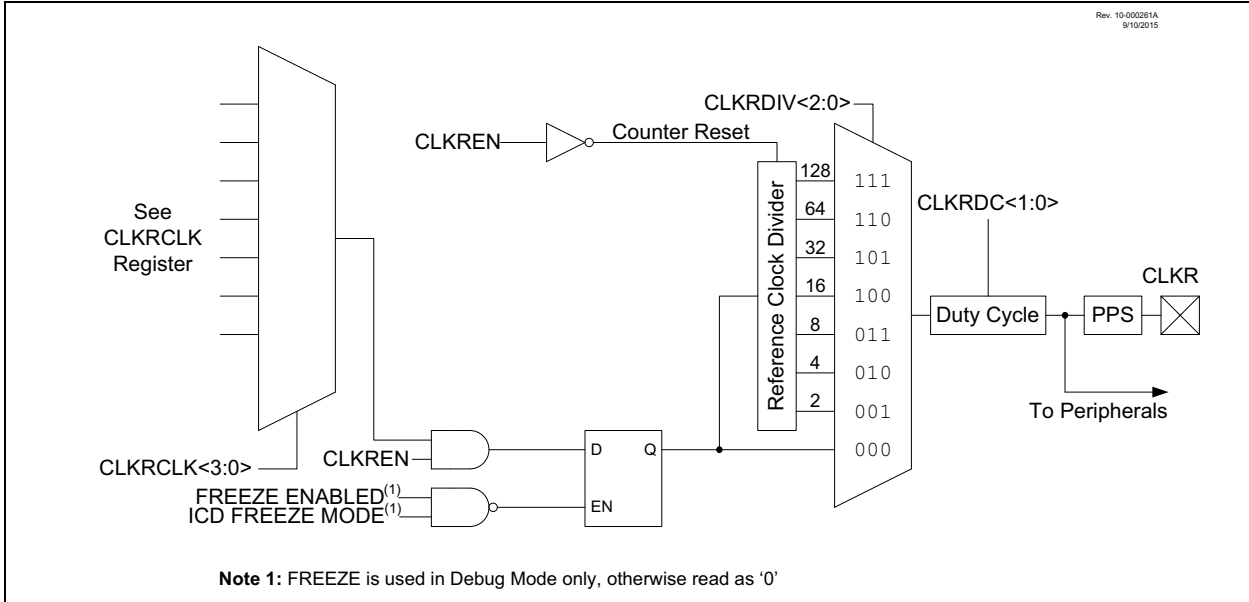 Rev. 10-000261A
9/10/2015
CLKRDIV<2:0>
CLKREN
Counter Reset
See
CLKRCLK
Register
Reference Clock Divider
128
64
32
16
8
4
2
111
110
101
100
011
010
001
000
CLKRDC<1:0>
CLKR
Duty Cycle
PPS
To Peripherals
CLKRCLK<3:0>
CLKREN
FREEZE ENABLED(1)
ICD FREEZE MODE(1)
D
Q
EN
Note 1: FREEZE is used in Debug Mode only, otherwise read as ‘0’